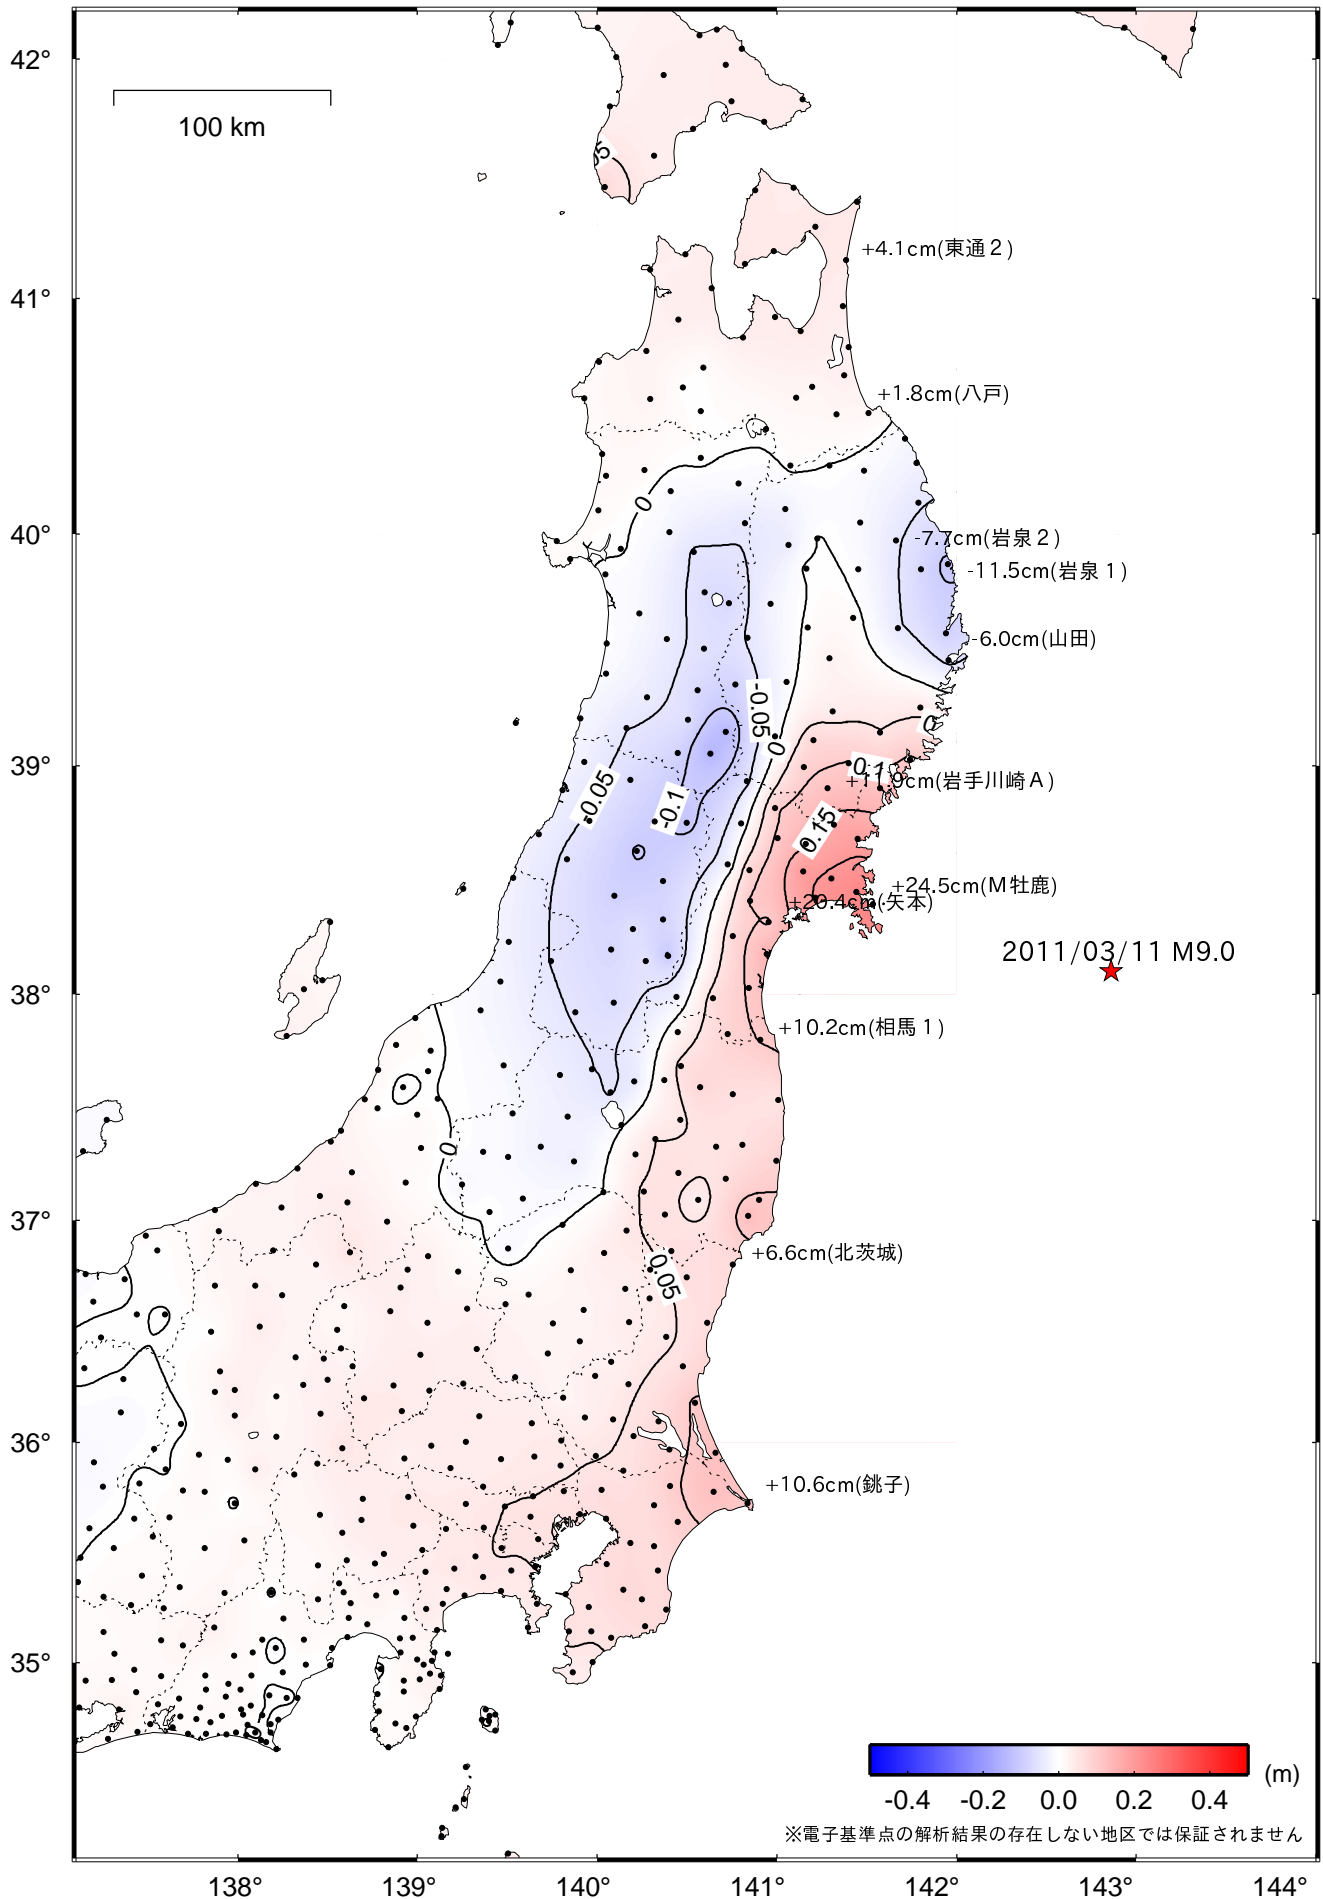 42°
100 km
05
+4.1cm(東通２)
41°
+1.8cm(八戸)
0
40°
-7.7cm(岩泉２)
-11.5cm(岩泉１)
-6.0cm(山田)
-0.05
0
0
39°
0.1
+11.9cm(岩手川崎Ａ)
-0.05
-0.1
0.15
+24.5cm(Ｍ牡鹿)
+20.4cm(矢本)
2011/03/11 M9.0
38°
+10.2cm(相馬１)
0
37°
+6.6cm(北茨城)
0.05
36°
+10.6cm(銚子)
35°
(m)
-0.4 -0.2 0.0 0.2 0.4
※電子基準点の解析結果の存在しない地区では保証されません
138° 139° 140° 141° 142° 143° 144°